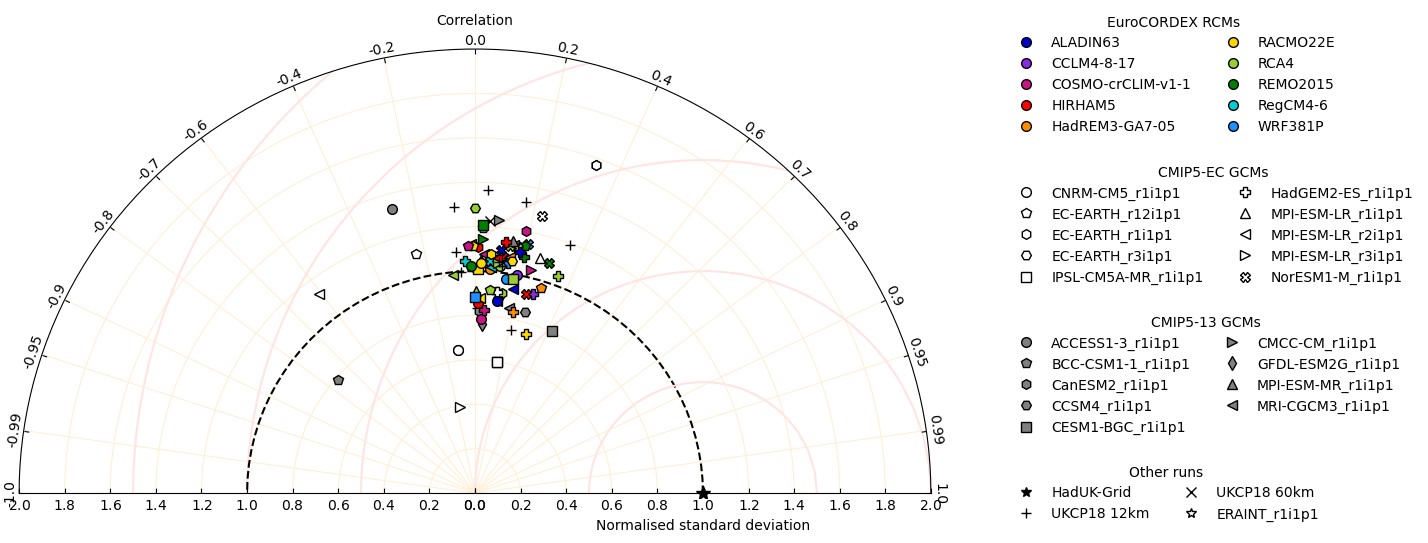 Correlation
0.0
-0.2 0.2
-0.4 0.4
-0.6 0.6
-0.7 0.7
-0.8 0.8
-0.9 0.9
-0.95 0.95
-0.99 0.99
-1.0 1.0
2.0 1.8 1.6 1.4 1.2 1.0 0.8 0.6 0.4 0.2 0.0 0.2 0.4 0.6 0.8 1.0 1.2 1.4 1.6 1.8 2.0
Normalised standard deviation
EuroCORDEX RCMs
ALADIN63 RACMO22E
CCLM4-8-17 RCA4
COSMO-crCLIM-v1-1 REMO2015
HIRHAM5 RegCM4-6
HadREM3-GA7-05 WRF381P
CMIP5-EC GCMs
CNRM-CM5_r1i1p1 HadGEM2-ES_r1i1p1
EC-EARTH_r12i1p1 MPI-ESM-LR_r1i1p1
EC-EARTH_r1i1p1 MPI-ESM-LR_r2i1p1
EC-EARTH_r3i1p1 MPI-ESM-LR_r3i1p1
IPSL-CM5A-MR_r1i1p1 NorESM1-M_r1i1p1
CMIP5-13 GCMs
ACCESS1-3_r1i1p1 CMCC-CM_r1i1p1
BCC-CSM1-1_r1i1p1 GFDL-ESM2G_r1i1p1
CanESM2_r1i1p1 MPI-ESM-MR_r1i1p1
CCSM4_r1i1p1 MRI-CGCM3_r1i1p1
CESM1-BGC_r1i1p1
Other runs
HadUK-Grid UKCP18 60km
UKCP18 12km ERAINT_r1i1p1